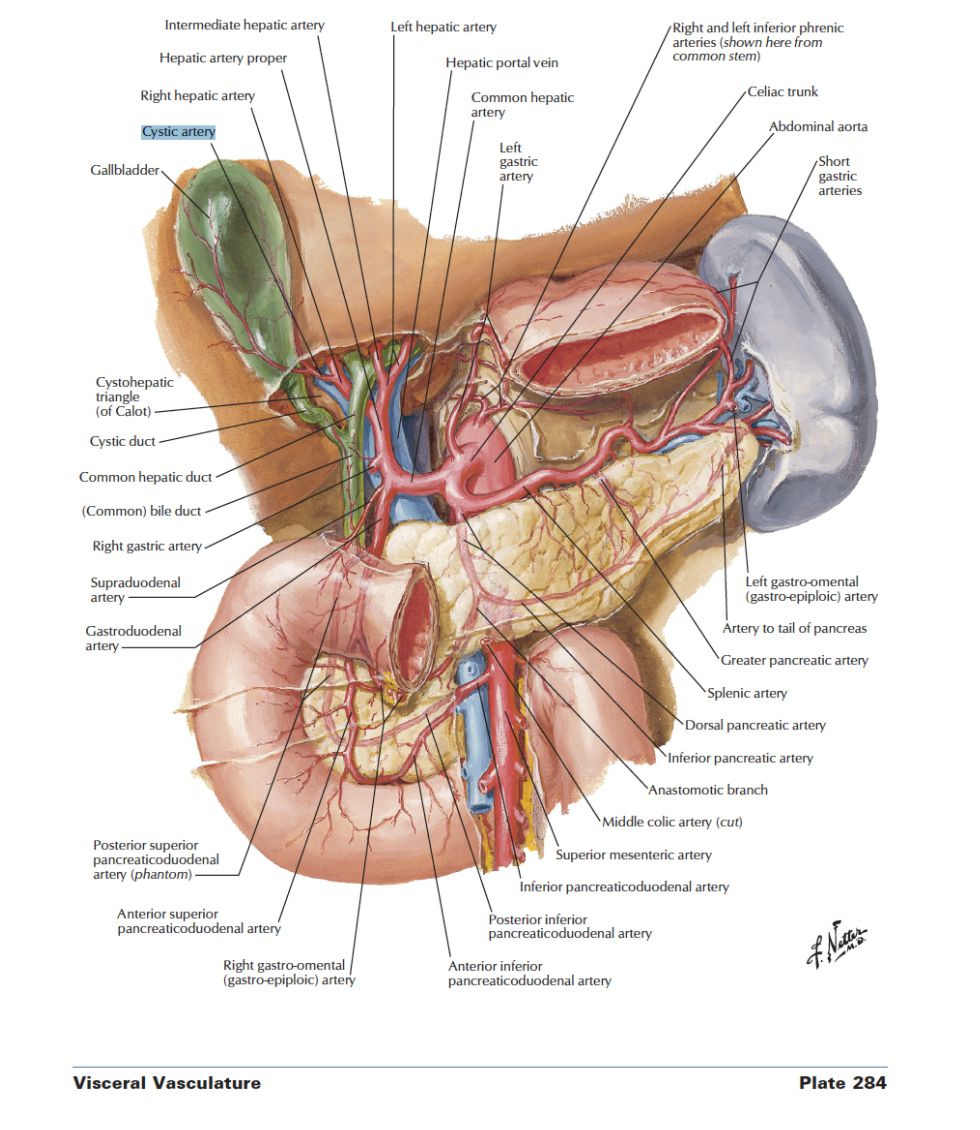 Intermediate hepatic artery
Left hepatic artery
Right and left inferior phrenic
arteries (shown here from
common stem)
Hepatic artery proper
Hepatic portal vein
Right hepatic artery
Common hepatic
artery
Celiac trunk
Cystic artery
Abdominal aorta
Left
gastric
artery
Gallbladder
Short
gastric
arteries
Cystohepatic
triangle
(of Calot)
Cystic duct
Common hepatic duct
(Common) bile duct
Right gastric artery
Supraduodenal
artery
Gastroduodenal
artery
Left gastro-omental
(gastro-epiploic) artery
Artery to tail of pancreas
Greater pancreatic artery
Splenic artery
Dorsal pancreatic artery
Inferior pancreatic artery
Anastomotic branch
Middle colic artery (cut)
Superior mesenteric artery
Inferior pancreaticoduodenal artery
Posterior superior
pancreaticoduodenal
artery (phantom)
Anterior superior
pancreaticoduodenal artery
Posterior inferior
pancreaticoduodenal artery
Right gastro-omental
(gastro-epiploic) artery
Anterior inferior
pancreaticoduodenal artery
F. Netter
M.D.
Visceral Vasculature
Plate 284